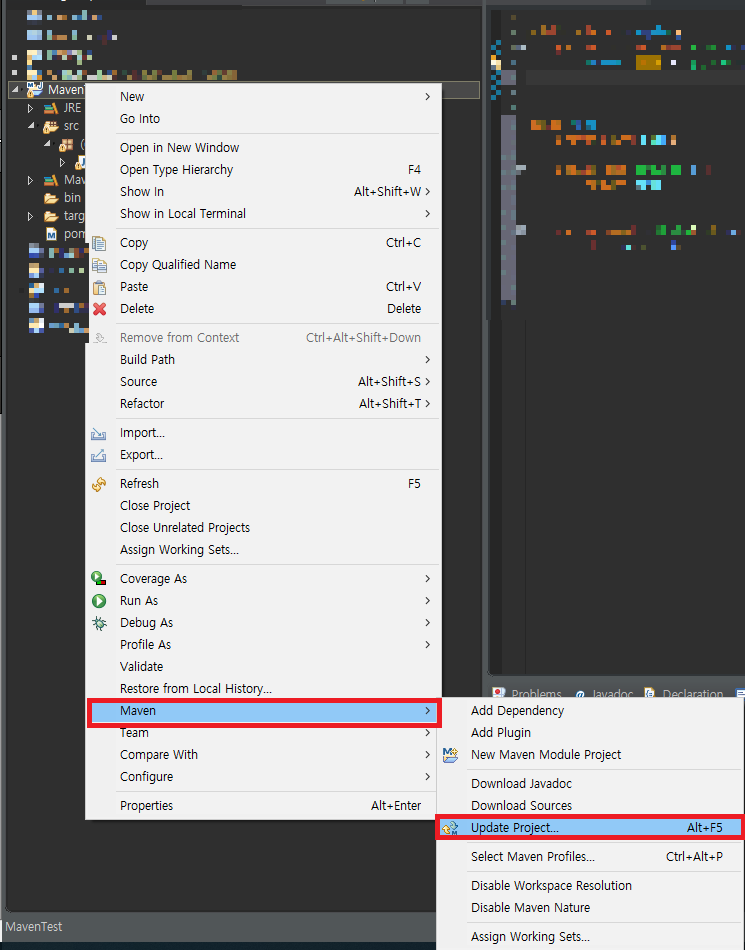 Maven
JRE
src
Mav
bin
targ
pom
New
Go Into
Open in New Window
Open Type Hierarchy F4
Show In Alt+Shift+W
Show in Local Terminal
Copy Ctrl+C
Copy Qualified Name
Paste Ctrl+V
Delete Delete
Remove from Context Ctrl+Alt+Shift+Down
Build Path
Source Alt+Shift+S
Refactor Alt+Shift+T
Import...
Export...
Refresh F5
Close Project
Close Unrelated Projects
Assign Working Sets...
Coverage As
Run As
Debug As
Profile As
Validate
Restore from Local History...
Maven
Team
Compare With
Configure
Properties Alt+Enter
Problems Javadoc Declaration
Add Dependency
Add Plugin
New Maven Module Project
Download Javadoc
Download Sources
Update Project... Alt+F5
Select Maven Profiles... Ctrl+Alt+P
Disable Workspace Resolution
Disable Maven Nature
Assign Working Sets...
MavenTest